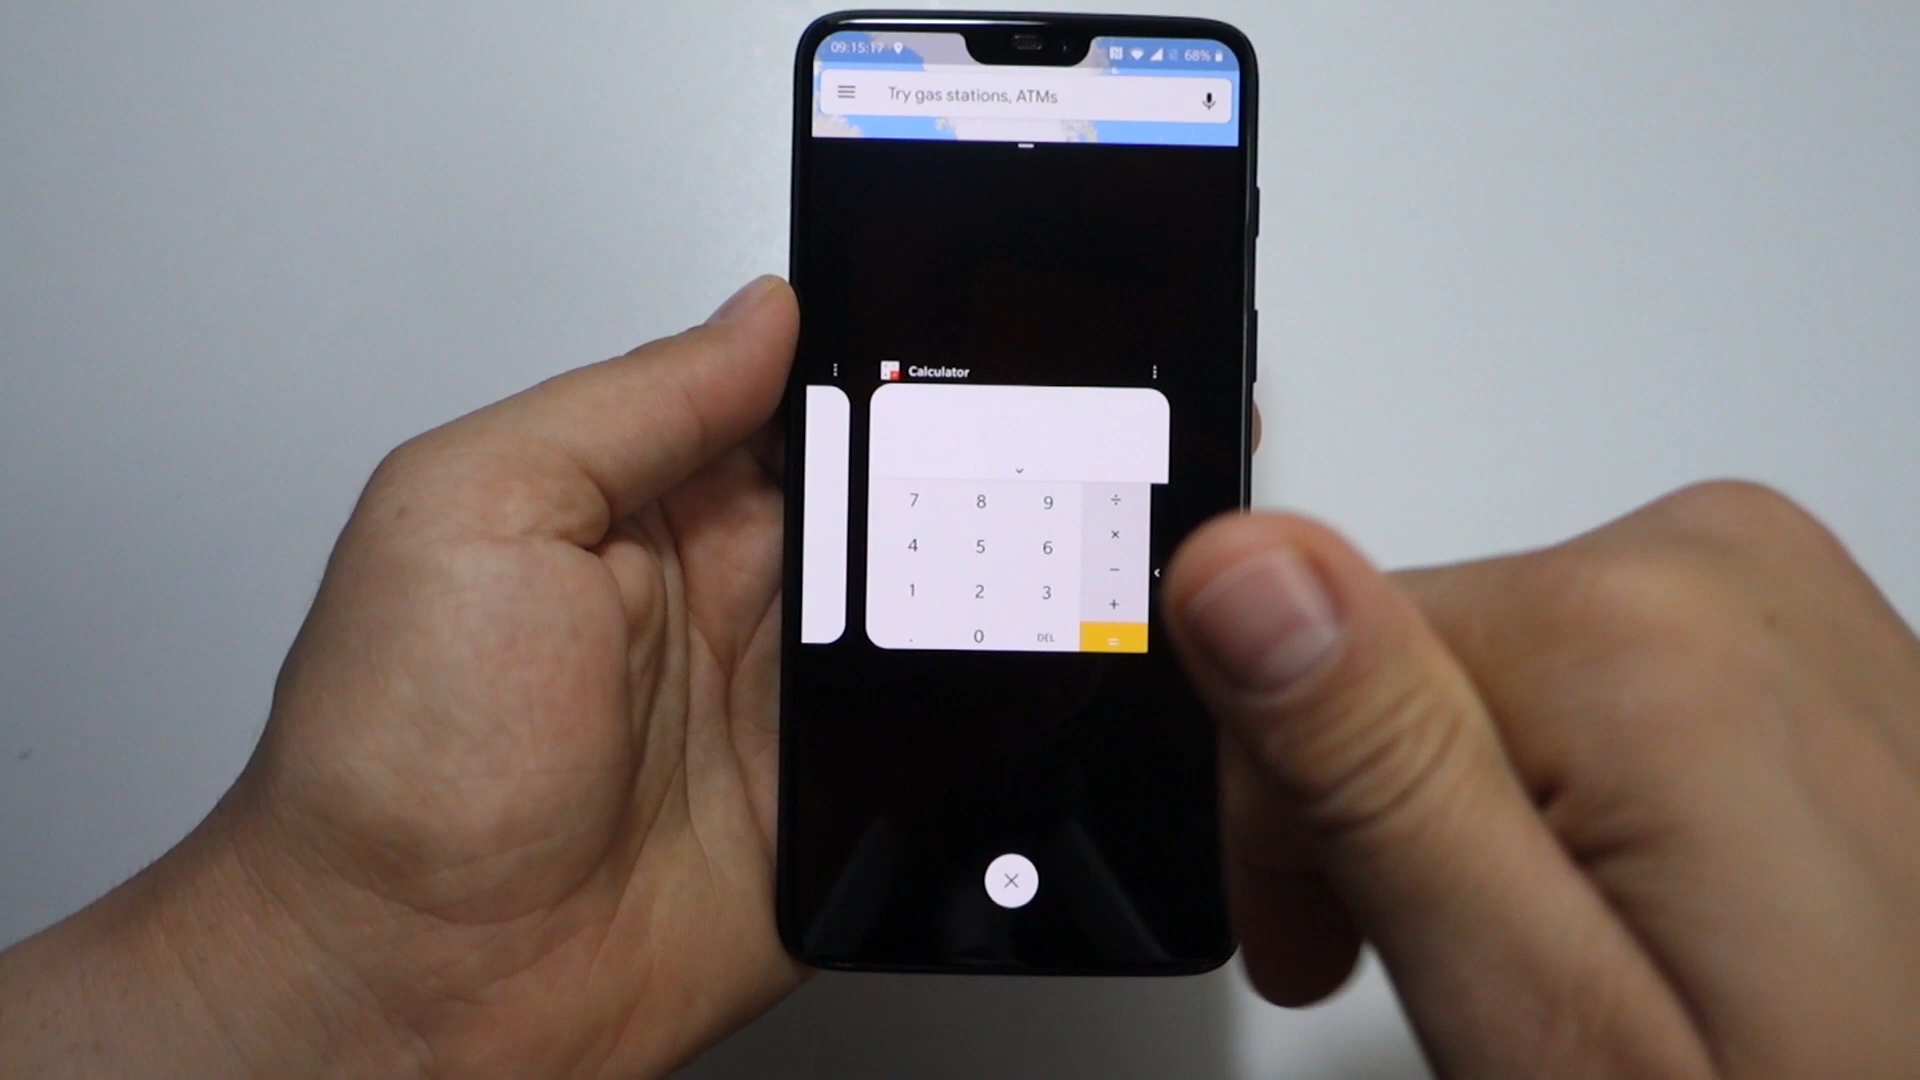 09:15:17 68%
Try gas stations, ATMs
Calculator
7 8 9 ÷
4 5 6 ×
−
1 2 3 +
. 0 DEL =